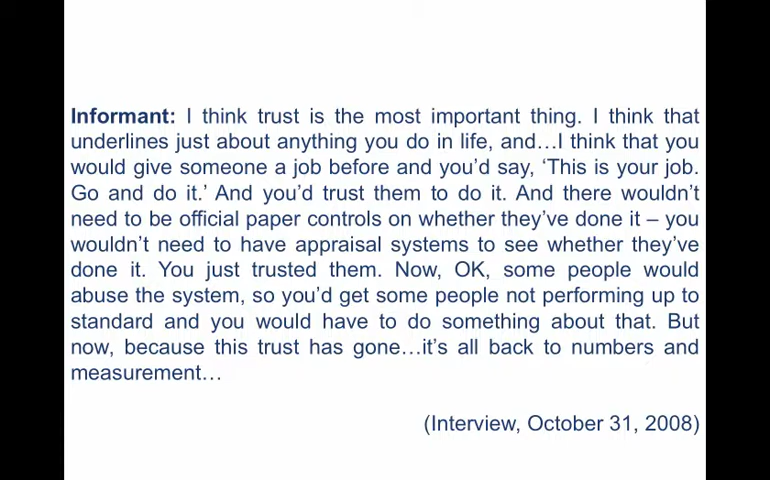 Informant: I think trust is the most important thing. I think that
underlines just about anything you do in life, and…I think that you
would give someone a job before and you’d say, ‘This is your job.
Go and do it.’ And you’d trust them to do it. And there wouldn’t
need to be official paper controls on whether they’ve done it – you
wouldn’t need to have appraisal systems to see whether they’ve
done it. You just trusted them. Now, OK, some people would
abuse the system, so you’d get some people not performing up to
standard and you would have to do something about that. But
now, because this trust has gone…it’s all back to numbers and
measurement…
(Interview, October 31, 2008)